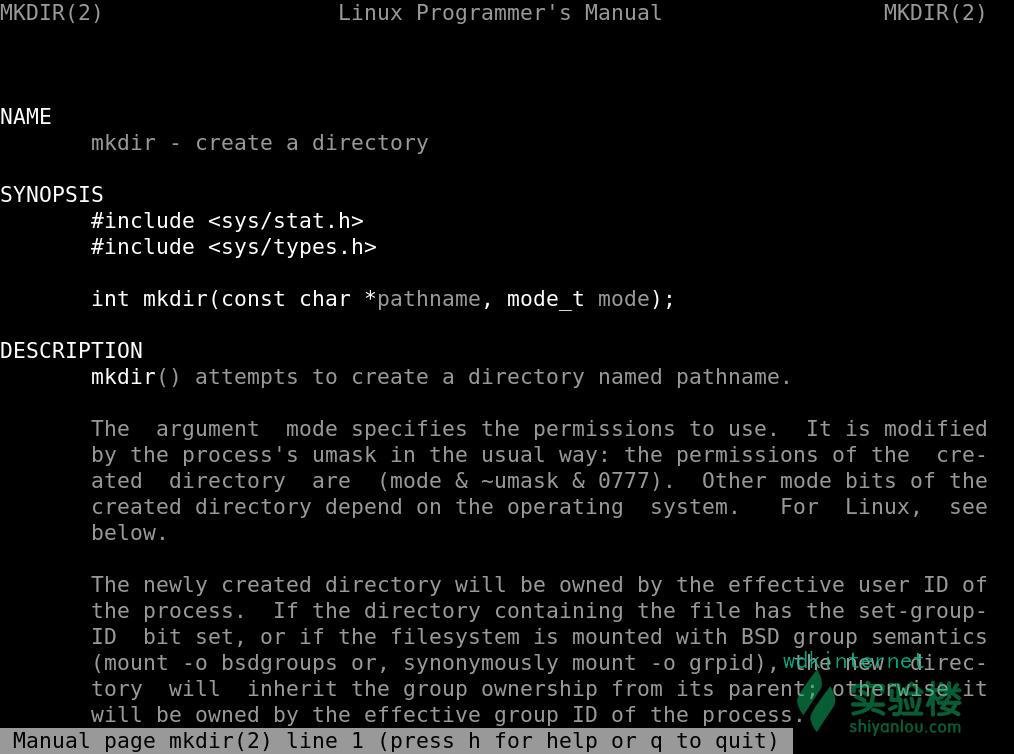 MKDIR(2)                  Linux Programmer's Manual                 MKDIR(2)
NAME
       mkdir - create a directory
SYNOPSIS
       #include <sys/stat.h>
       #include <sys/types.h>
       int mkdir(const char *pathname, mode_t mode);
DESCRIPTION
       mkdir() attempts to create a directory named pathname.
       The  argument  mode specifies the permissions to use.  It is modified
       by the process's umask in the usual way: the permissions of the  cre-
       ated  directory  are  (mode & ~umask & 0777).  Other mode bits of the
       created directory depend on the operating  system.   For  Linux,  see
       below.
       The newly created directory will be owned by the effective user ID of
       the process.  If the directory containing the file has the set-group-
       ID  bit set, or if the filesystem is mounted with BSD group semantics
       (mount -o bsdgroups or, synonymously mount -o grpid), the new  direc-
       tory  will  inherit the group ownership from its parent; otherwise it
       will be owned by the effective group ID of the process.
 Manual page mkdir(2) line 1 (press h for help or q to quit)
wdkinternet
实验楼
shiyanlou.com